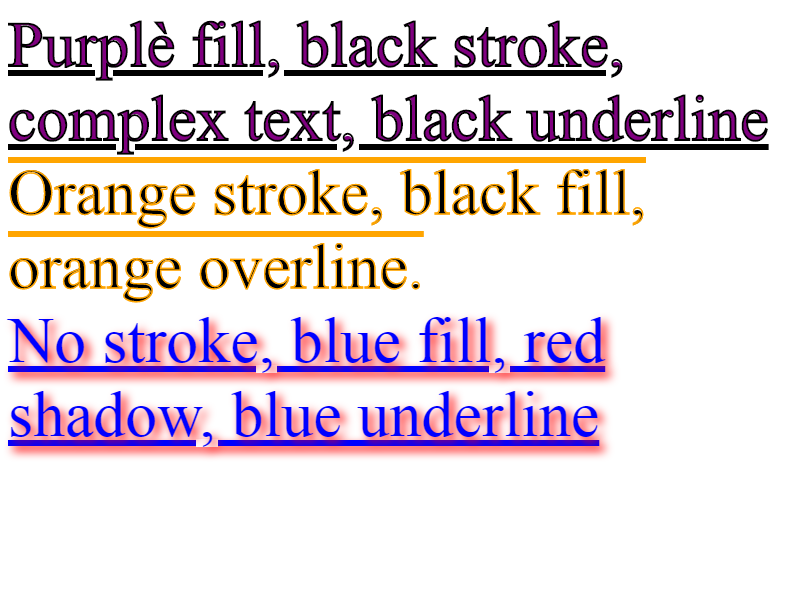 Purplè fill, black stroke,
complex text, black underline
Orange stroke, black fill,
orange overline.
No stroke, blue fill, red
shadow, blue underline